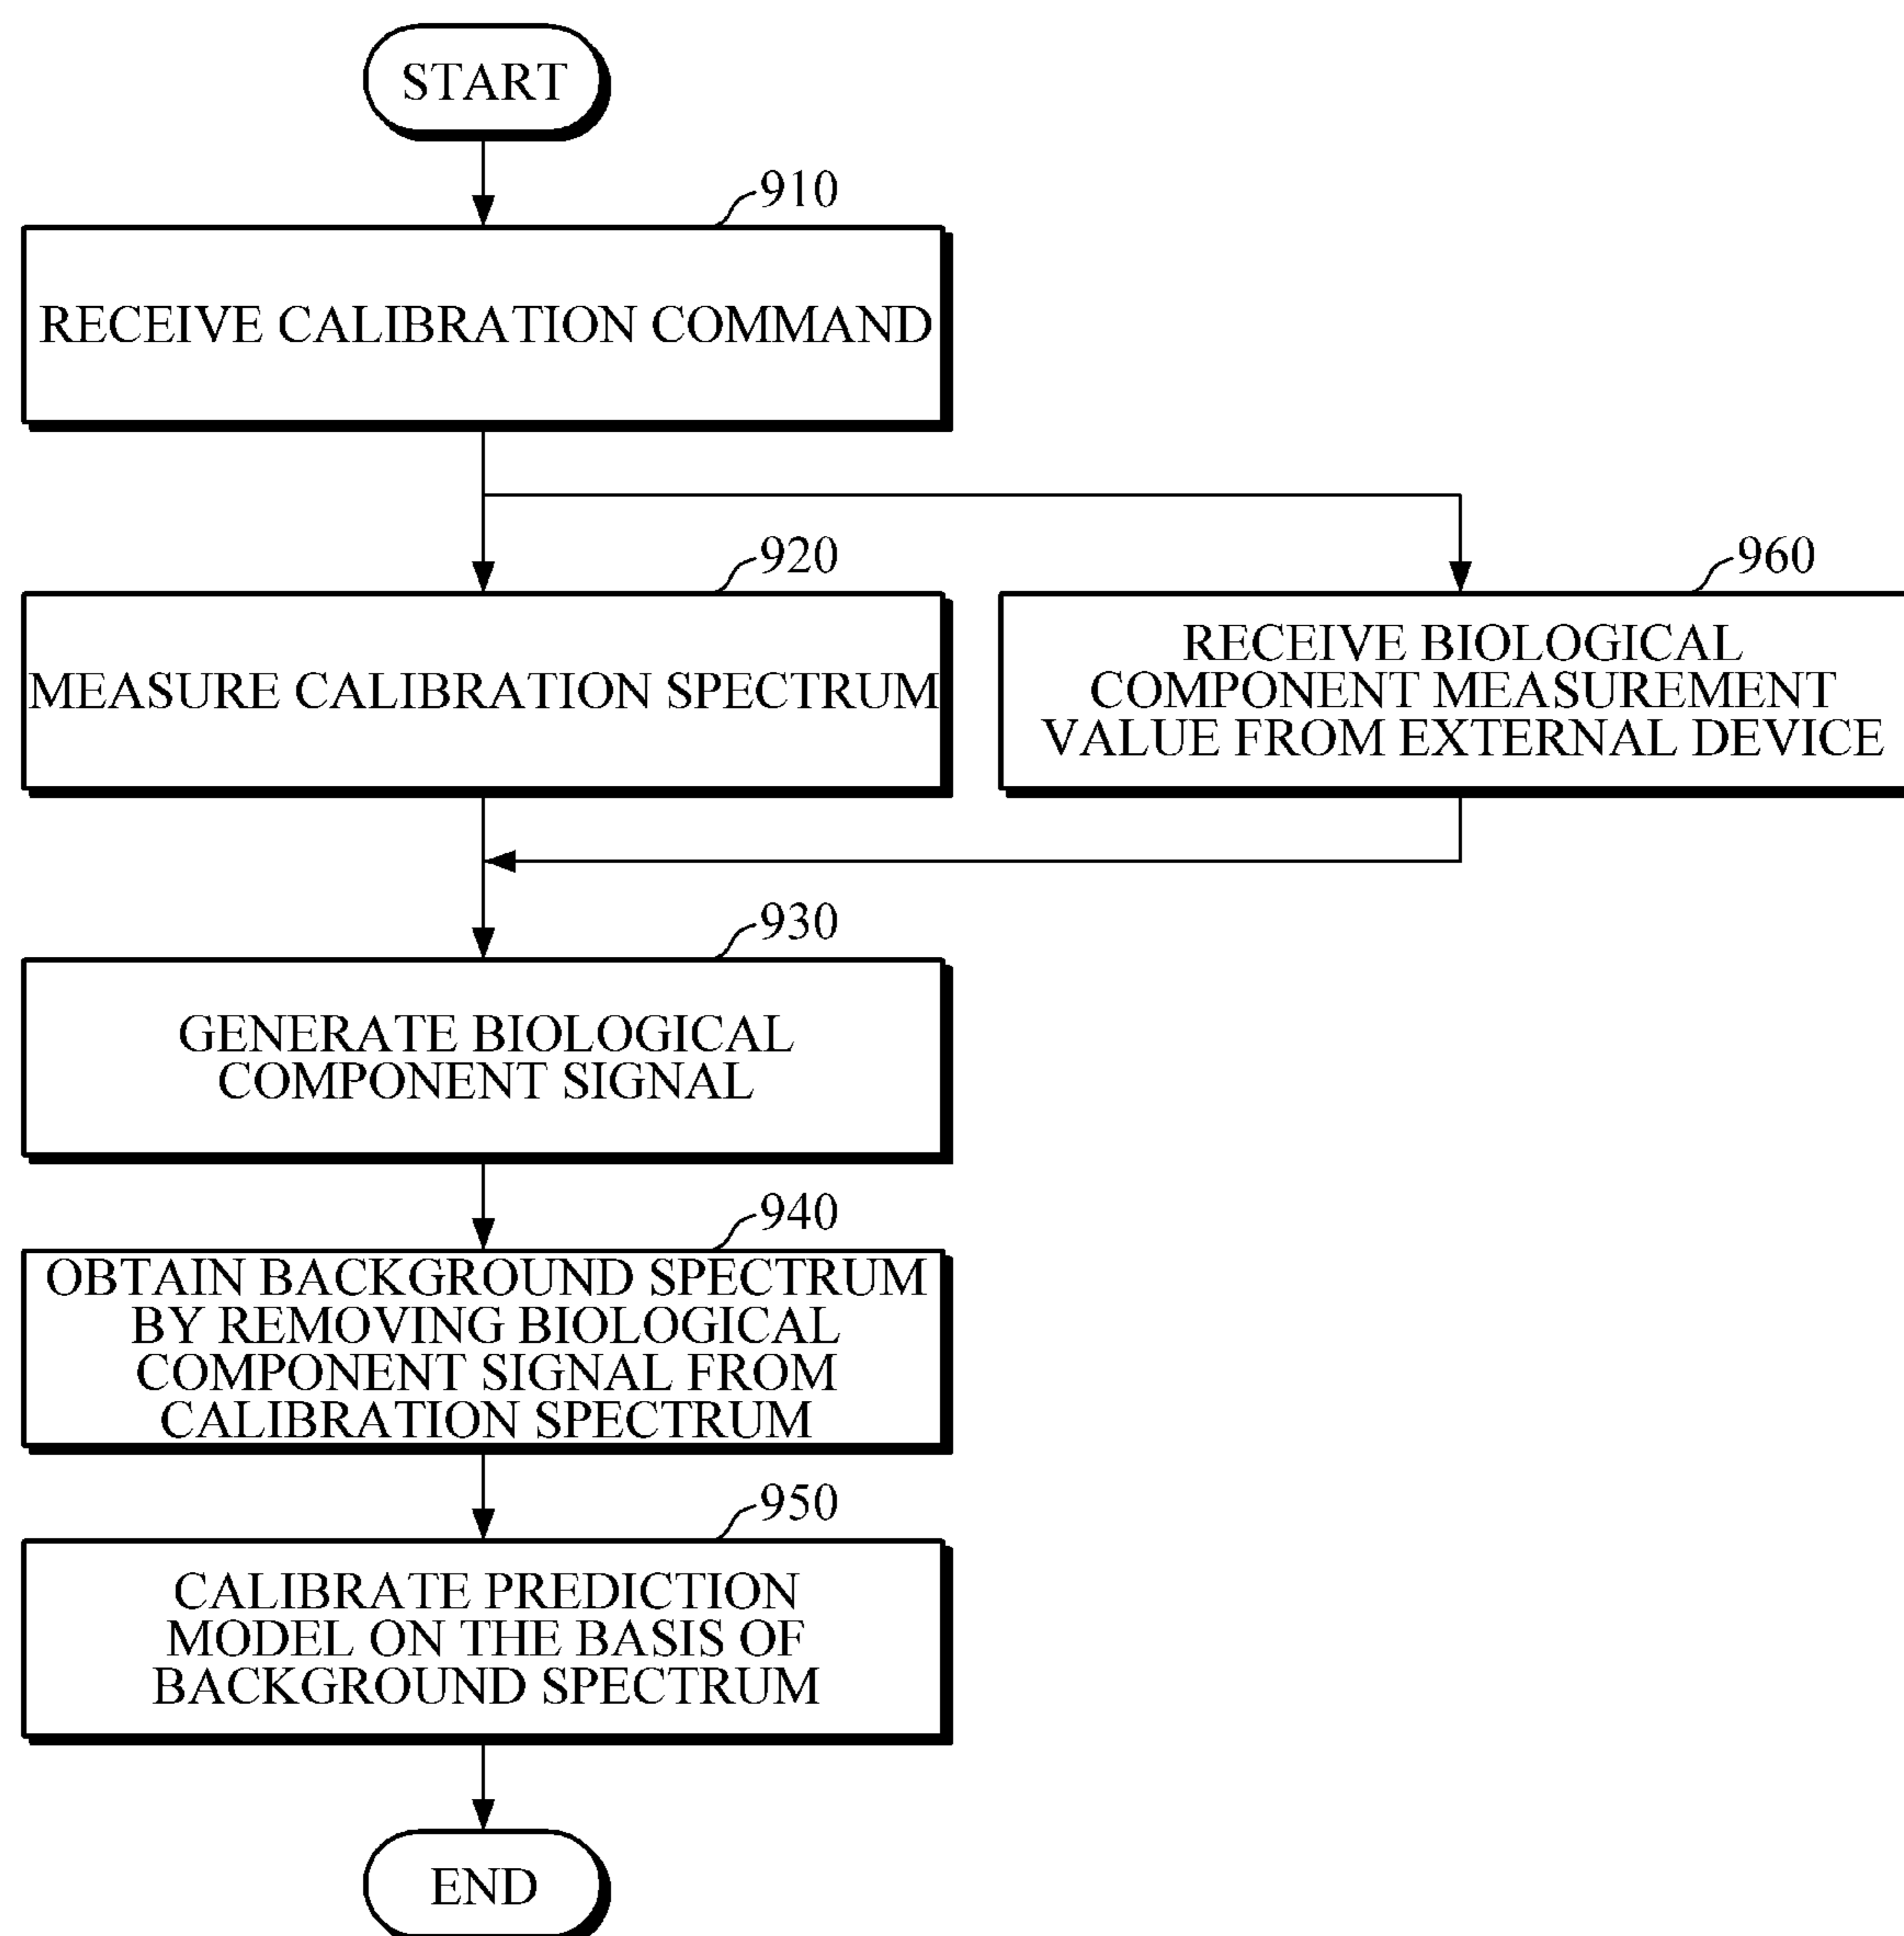 START
910
RECEIVE CALIBRATION COMMAND
920
MEASURE CALIBRATION SPECTRUM
960
RECEIVE BIOLOGICAL
COMPONENT MEASUREMENT
VALUE FROM EXTERNAL DEVICE
930
GENERATE BIOLOGICAL
COMPONENT SIGNAL
940
OBTAIN BACKGROUND SPECTRUM
BY REMOVING BIOLOGICAL
COMPONENT SIGNAL FROM
CALIBRATION SPECTRUM
950
CALIBRATE PREDICTION
MODEL ON THE BASIS OF
BACKGROUND SPECTRUM
END